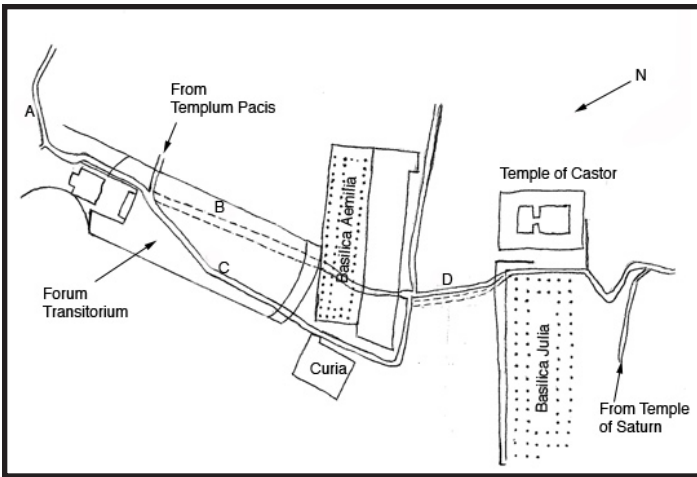 N
From
Templum Pacis
A
Temple of Castor
B
Basilica Aemilia
C
D
Forum
Transitorium
Curia
Basilica Julia
From Temple
of Saturn